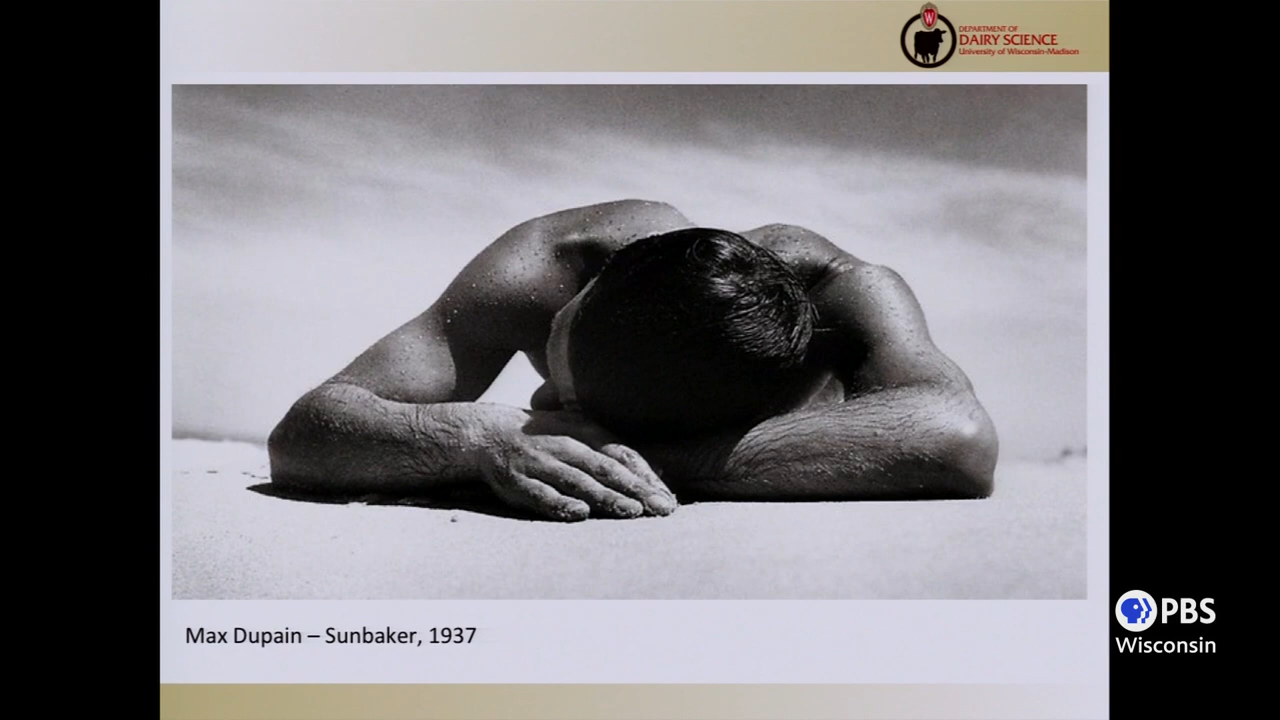 W
DEPARTMENT OF
DAIRY SCIENCE
University of Wisconsin-Madison
Max Dupain – Sunbaker, 1937
PBS
Wisconsin